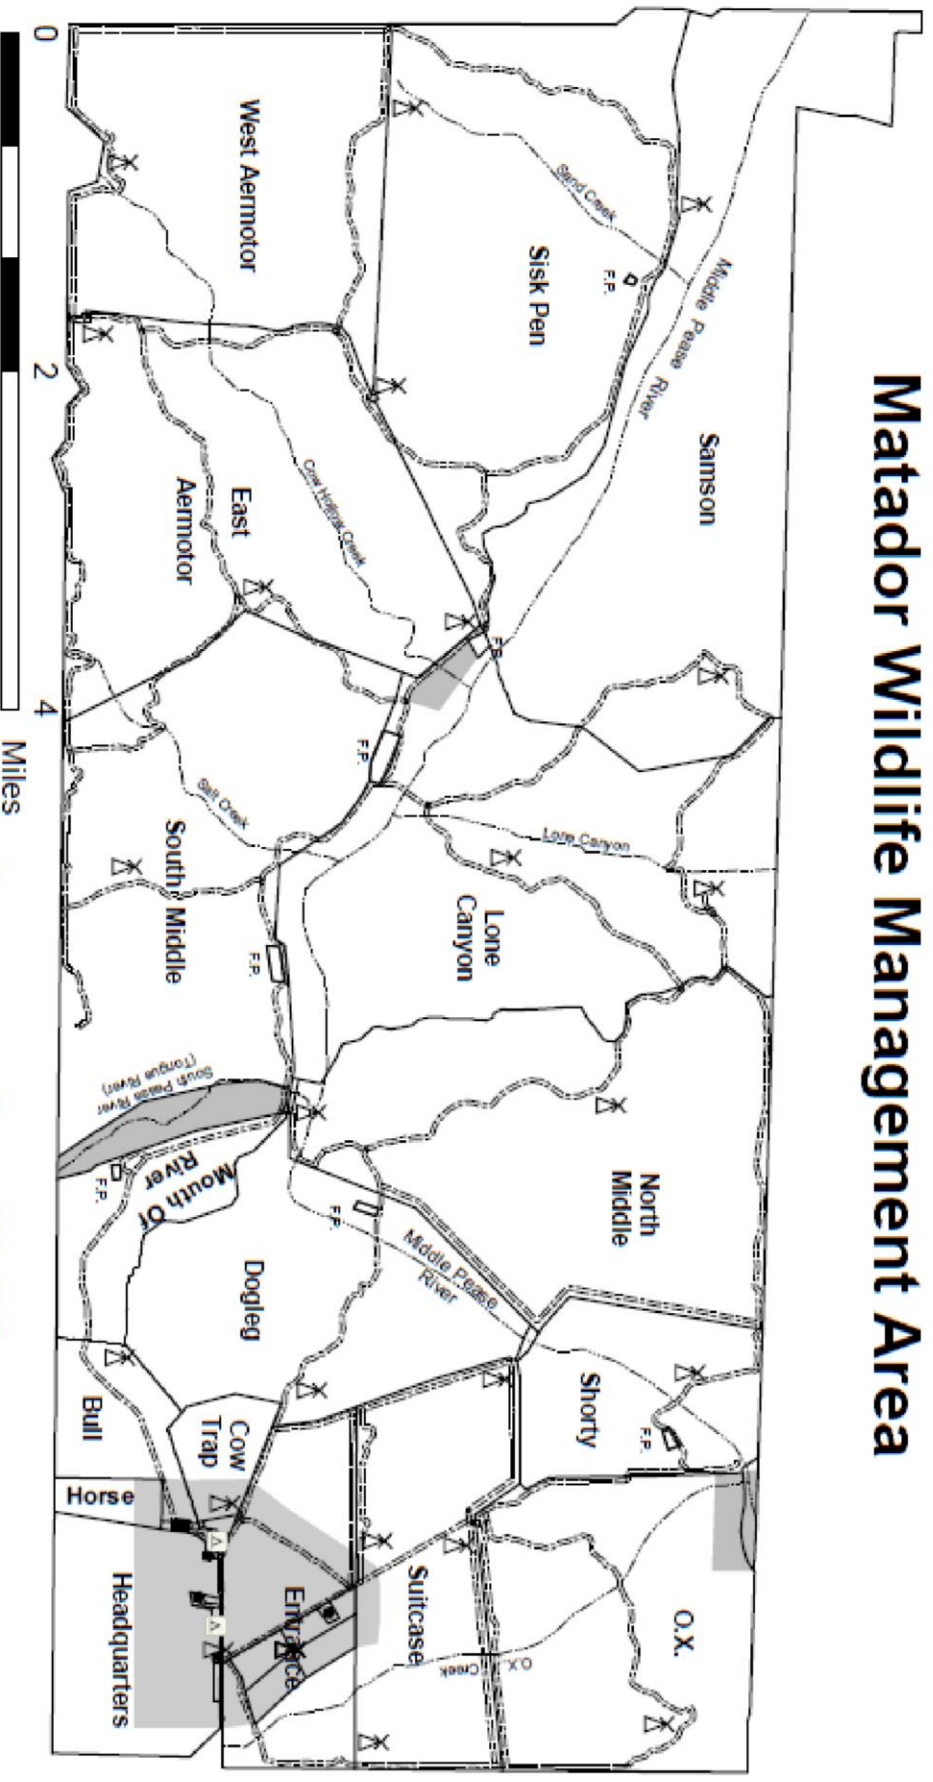 Matador Wildlife Management Area
Samson
Middle Pease River
Sand Creek
Sisk Pen
F.P.
West Aermotor
Cow Hollow Creek
East
Aermotor
F.P.
F.P.
Lone Canyon
Lone
Canyon
Salt Creek
South Middle
F.P.
North
Middle
South Pease River
(Tongue River)
Mouth Of
River
F.P.
F.P.
Middle Pease
River
Dogleg
Shorty
F.P.
Bull
Cow
Trap
Horse
Suitcase
O.X.
O.X.
Creek
Entrance
Headquarters
0 2 4
Miles